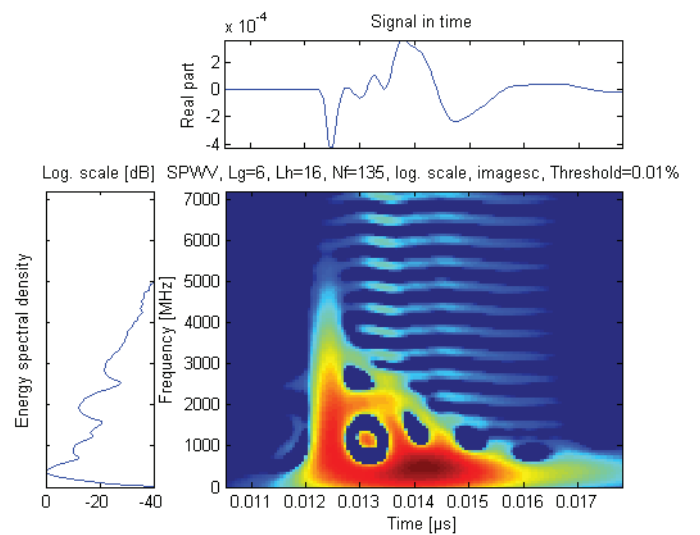 x 10⁻⁴
Signal in time
Real part
2
0
-2
-4
Log. scale [dB]
SPWV, Lg=6, Lh=16, Nf=135, log. scale, imagesc, Threshold=0.01%
Energy spectral density
0
-20
-40
Frequency [MHz]
7000
6000
5000
4000
3000
2000
1000
0
0.011
0.012
0.013
0.014
0.015
0.016
0.017
Time [µs]